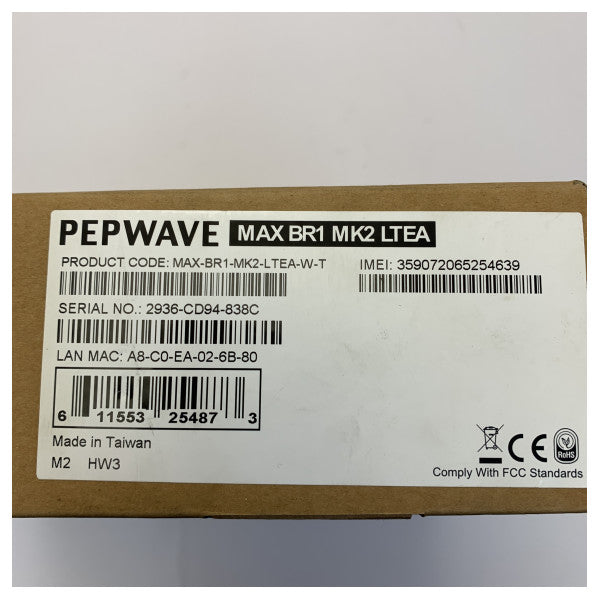 PEPWAVE MAX BR1 MK2 LTEA
PRODUCT CODE: MAX-BR1-MK2-LTEA-W-T
IMEI: 359072065254639
SERIAL NO.: 2936-CD94-838C
LAN MAC: A8-C0-EA-02-6B-80
6 11553 25487 3
Made in Taiwan
M2 HW3
CE
RoHS
Comply With FCC Standards